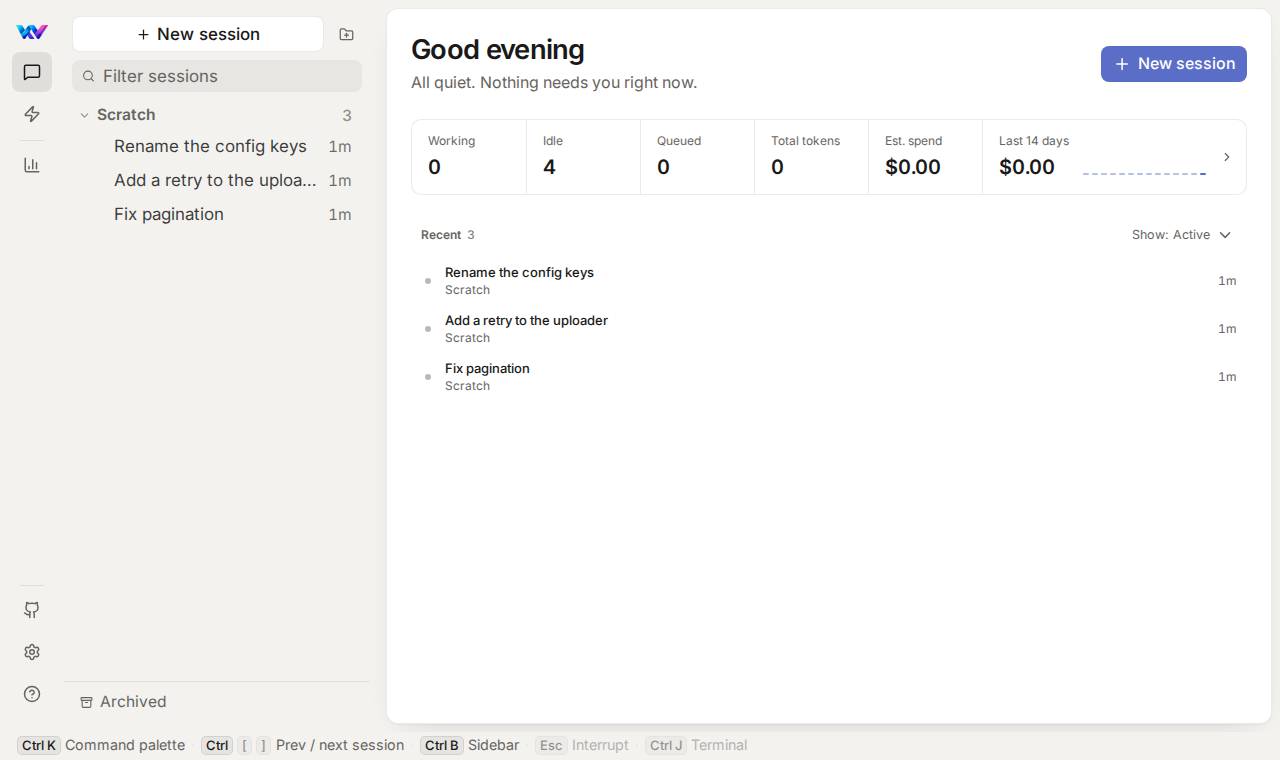 New session
Filter sessions
Scratch 3
Rename the config keys 1m
Add a retry to the uploa... 1m
Fix pagination 1m
Archived
Good evening
All quiet. Nothing needs you right now.
New session
Working
0
Idle
4
Queued
0
Total tokens
0
Est. spend
$0.00
Last 14 days
$0.00
Recent 3
Show: Active
Rename the config keys
Scratch
1m
Add a retry to the uploader
Scratch
1m
Fix pagination
Scratch
1m
Ctrl K Command palette · Ctrl [ ] Prev / next session · Ctrl B Sidebar · Esc Interrupt · Ctrl J Terminal